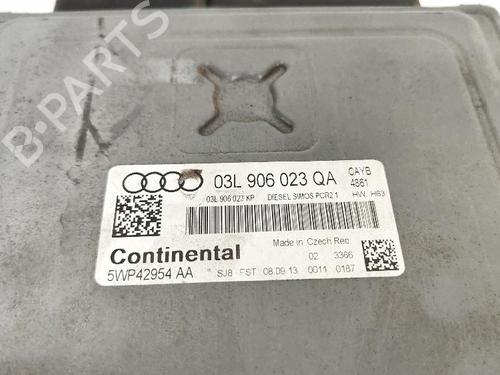 B-PARTS
03L 906 023 QA
CAYB
4861
03L 906 023 KP DIESEL SIMOS PCR2.1 HW: H63
Continental
Made in Czech Rep.
02 3366
5WP42954 AA SJ8 FST 08.09.13 0011 0187